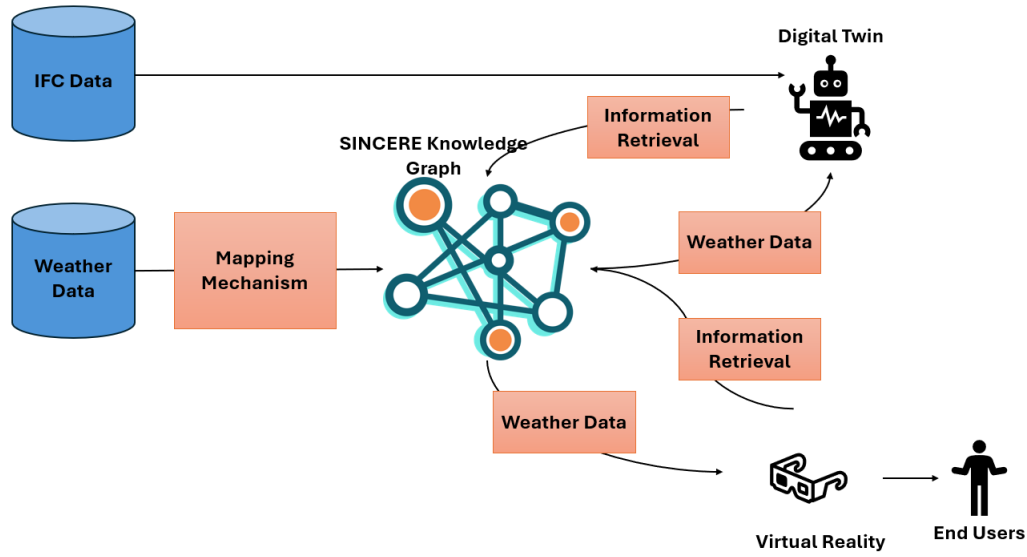 Digital Twin
IFC Data
Information
Retrieval
SINCERE Knowledge
Graph
Weather
Data
Mapping
Mechanism
Weather Data
Information
Retrieval
Weather Data
Virtual Reality
End Users